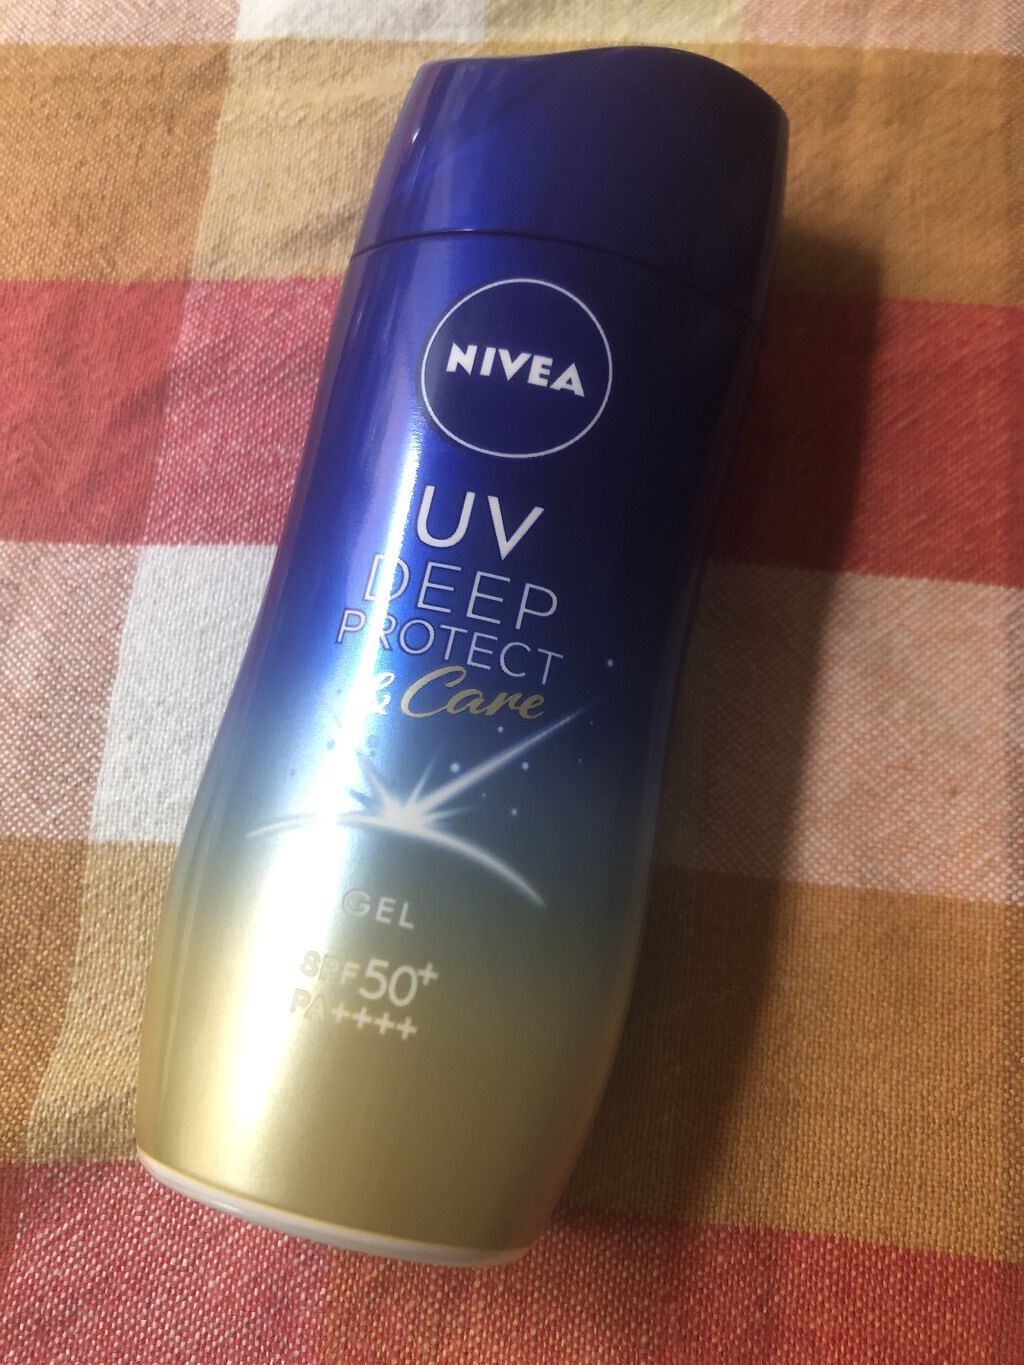 NIVEA
UV
DEEP
PROTECT
& Care
GEL
SPF50+
PA++++